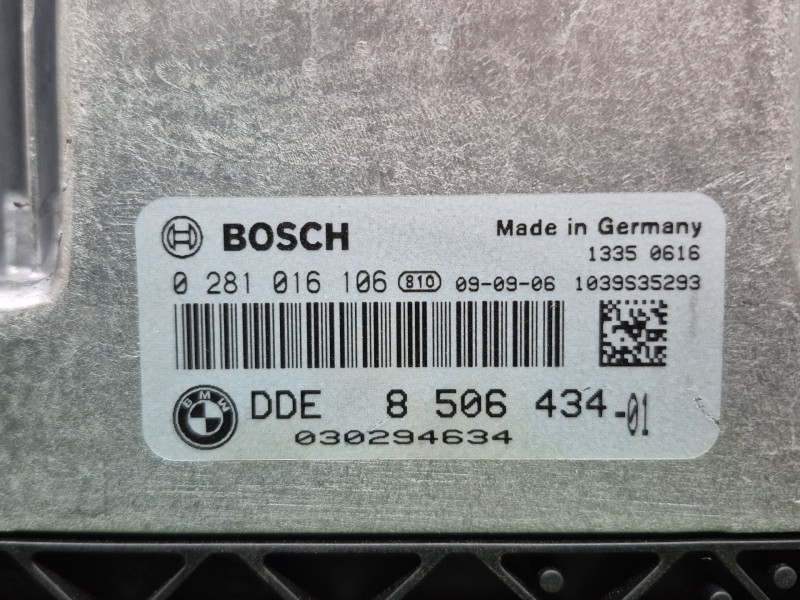 BOSCH Made in Germany
1335 0616
0 281 016 106 810 09-09-06 1039S35293
BMW DDE 8 506 434-01
030294634